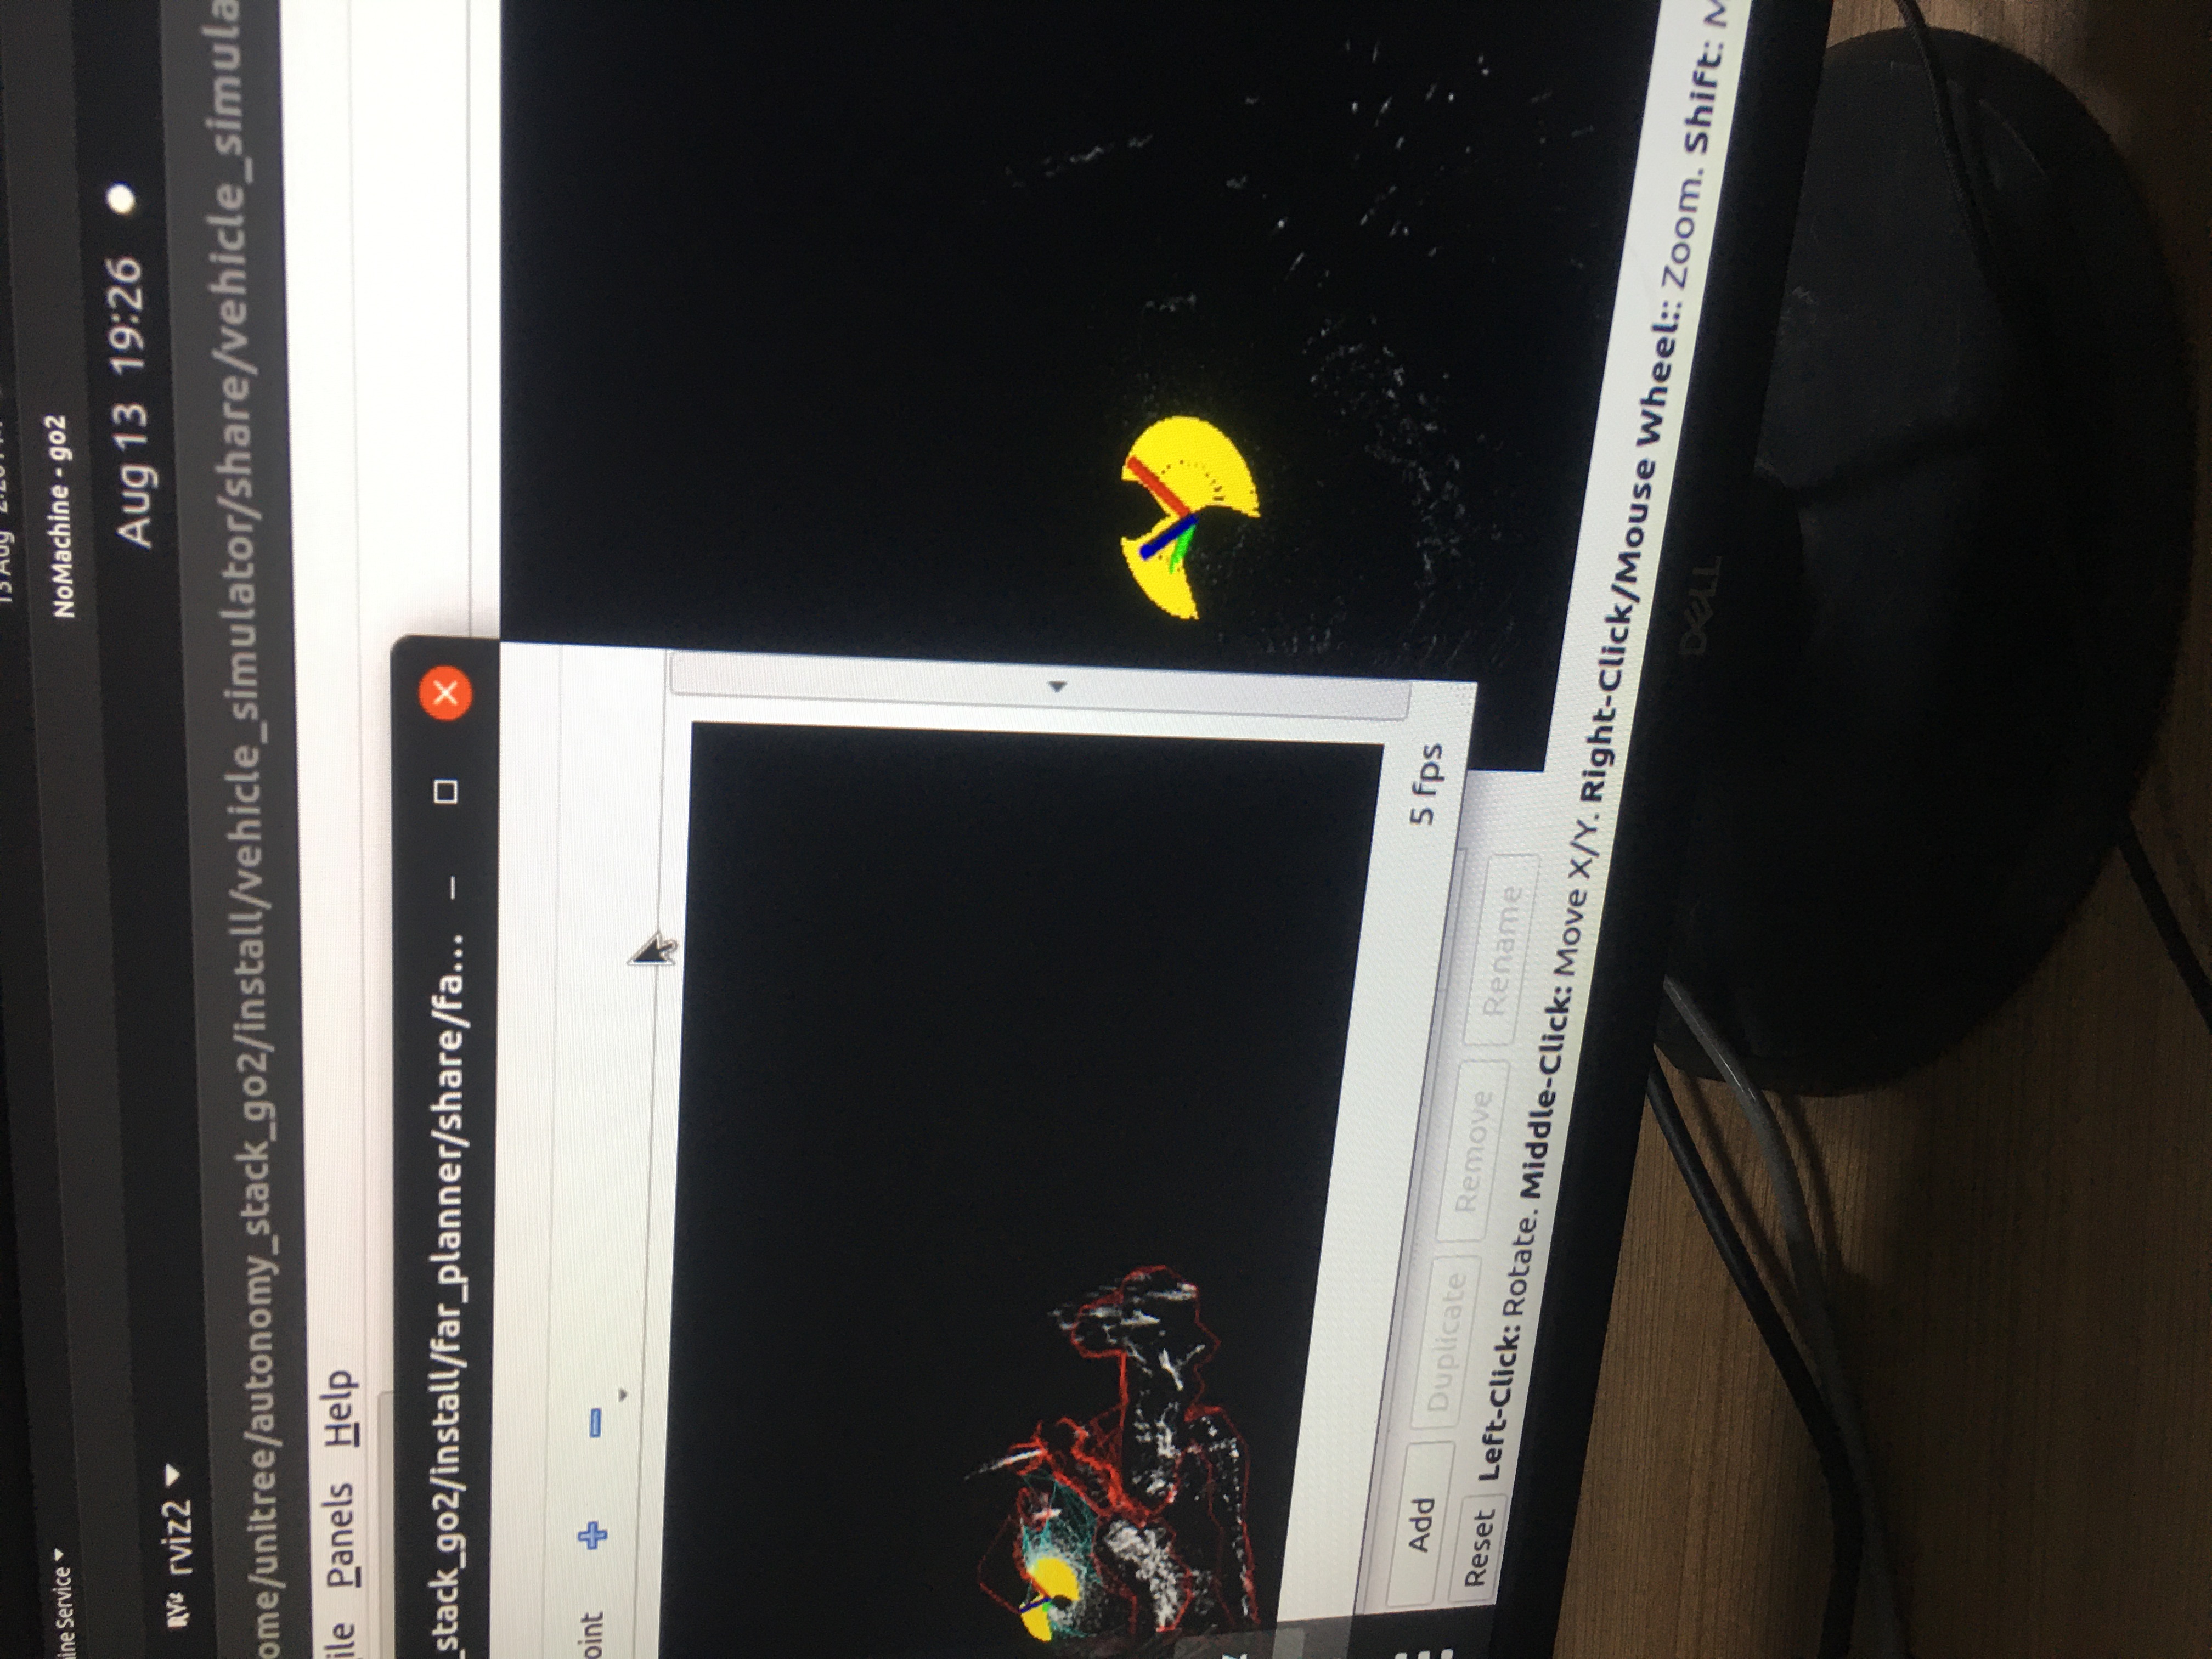 ine Service
NoMachine - go2
Aug 13 19:26
rviz2
ome/unitree/autonomy_stack_go2/install/vehicle_simulator/share/vehicle_simula
ile Panels Help
_stack_go2/install/far_planner/share/fa...
oint
5 fps
Add Duplicate Remove Rename
Reset Left-Click: Rotate. Middle-Click: Move X/Y. Right-Click/Mouse Wheel:: Zoom. Shift: M
DELL